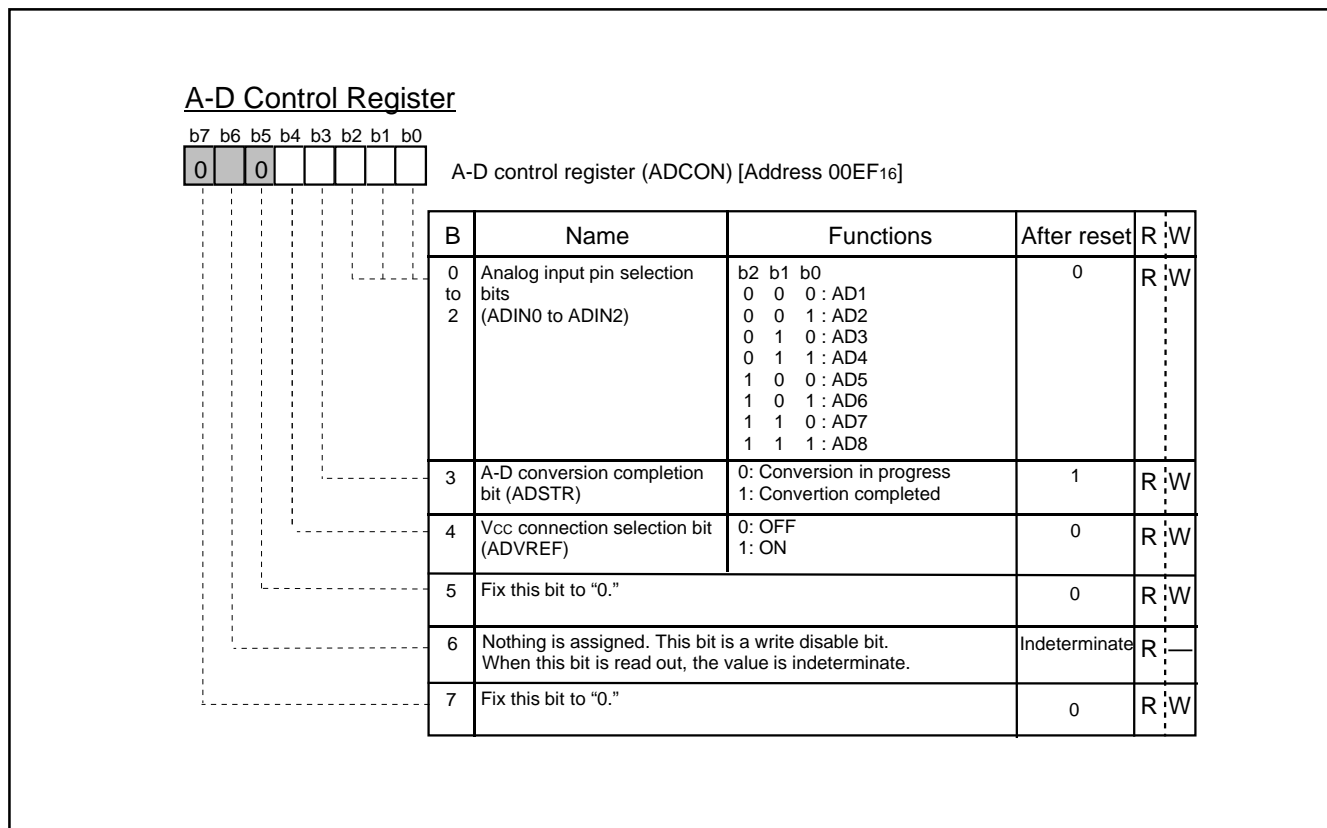 A-D Control Register
b7 b6 b5 b4 b3 b2 b1 b0
0 0
A-D control register (ADCON) [Address 00EF16]
B Name Functions After reset R W
0 to 2 Analog input pin selection bits (ADIN0 to ADIN2) b2 b1 b0 0 R W
0 0 0 : AD1
0 0 1 : AD2
0 1 0 : AD3
0 1 1 : AD4
1 0 0 : AD5
1 0 1 : AD6
1 1 0 : AD7
1 1 1 : AD8
3 A-D conversion completion 0: Conversion in progress 1 R W
bit (ADSTR) 1: Convertion completed
4 VCC connection selection bit 0: OFF 0 R W
(ADVREF) 1: ON
5 Fix this bit to “0.” 0 R W
6 Nothing is assigned. This bit is a write disable bit. Indeterminate R —
When this bit is read out, the value is indeterminate.
7 Fix this bit to “0.” 0 R W